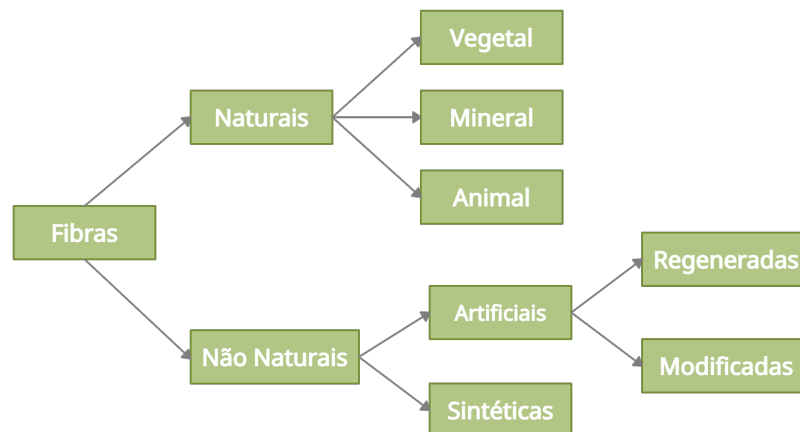 Vegetal
Naturais
Mineral
Animal
Fibras
Regeneradas
Artificiais
Não Naturais
Modificadas
Sintéticas